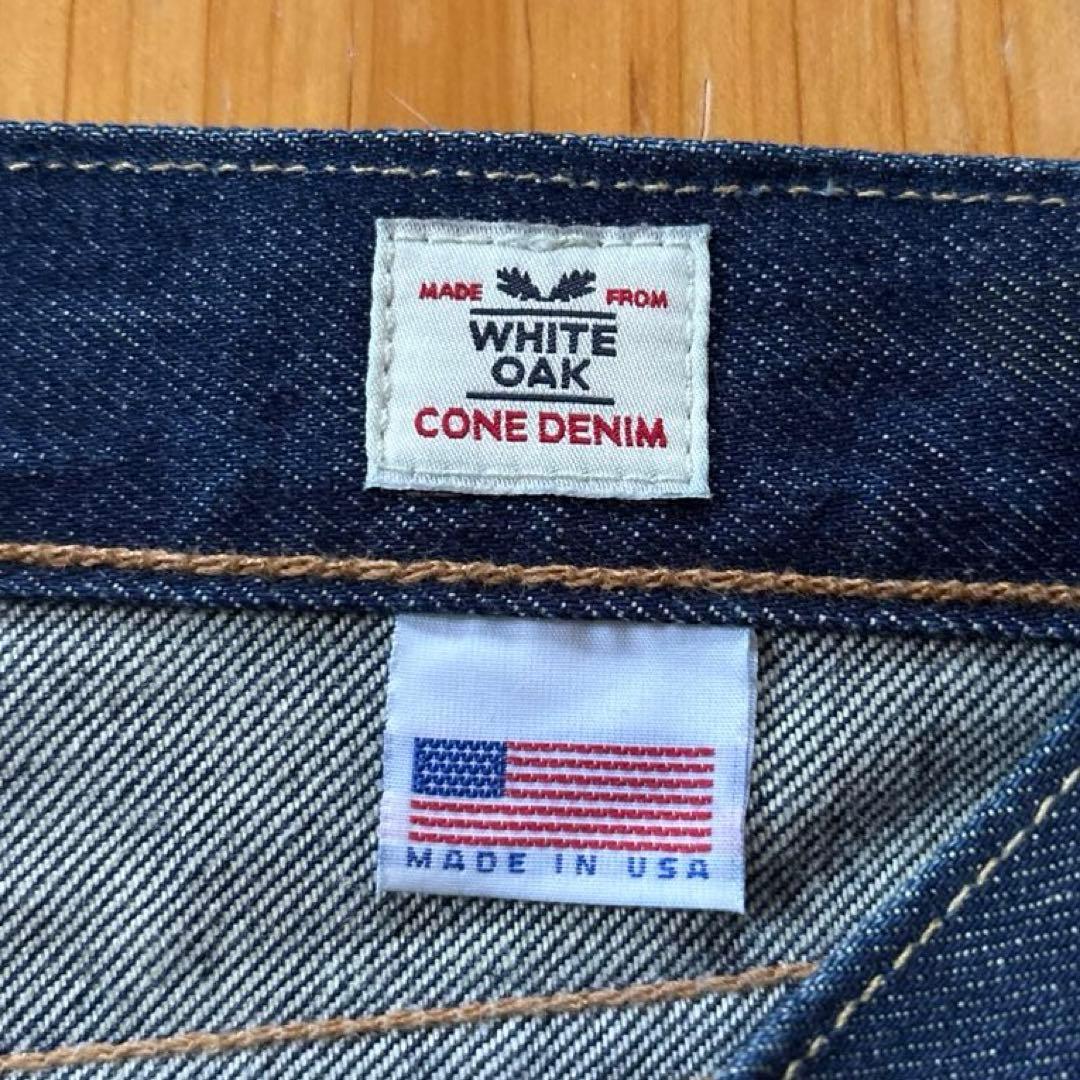 MADE FROM
WHITE
OAK
CONE DENIM
MADE IN USA